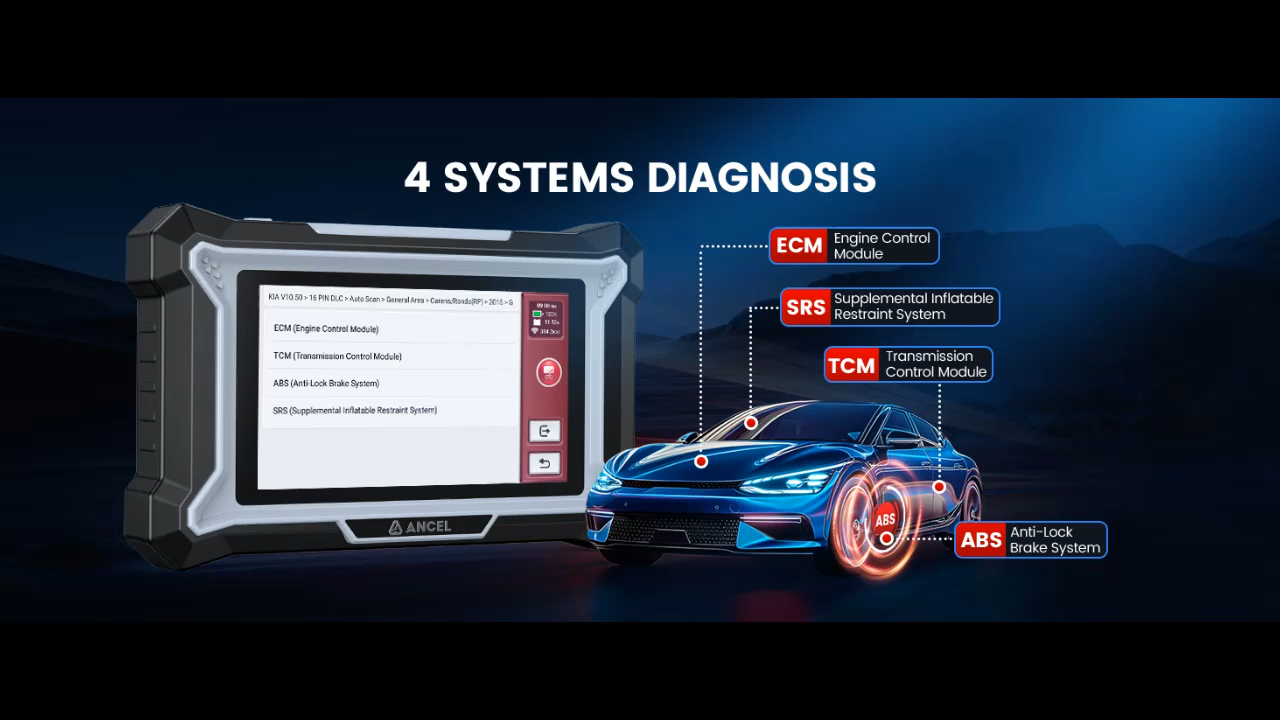 4 SYSTEMS DIAGNOSIS
KIA V10.50 > 16 PIN DLC > Auto Scan > General Area > Carens/Rondo(RP) > 2015 >
ECM (Engine Control Module)
TCM (Transmission Control Module)
ABS (Anti-Lock Brake System)
SRS (Supplemental Inflatable Restraint System)
100%
ANCEL
ECM Engine Control
Module
SRS Supplemental Inflatable
Restraint System
TCM Transmission
Control Module
ABS
ABS Anti-Lock
Brake System